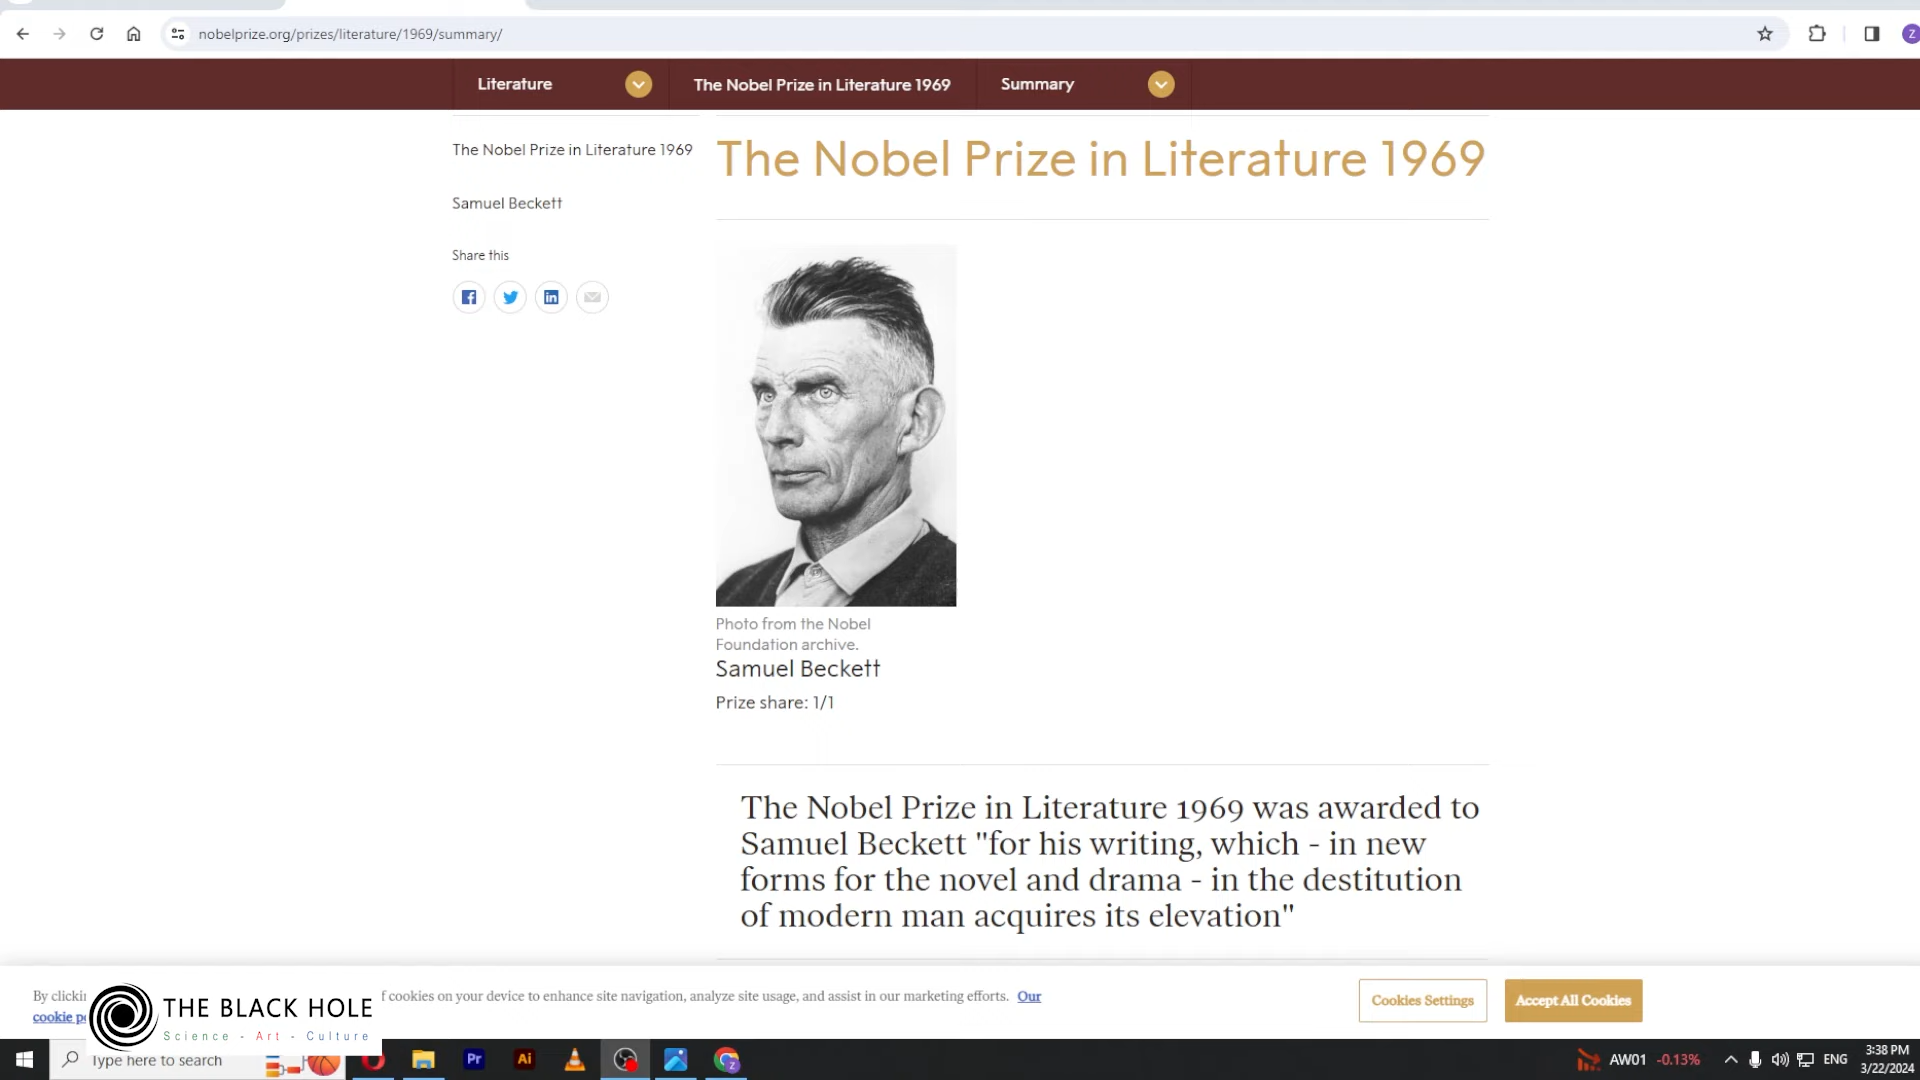 nobelprize.org/prizes/literature/1969/summary/
Z
Literature
The Nobel Prize in Literature 1969
Summary
The Nobel Prize in Literature 1969
Samuel Beckett
Share this
The Nobel Prize in Literature 1969
Photo from the Nobel
Foundation archive.
Samuel Beckett
Prize share: 1/1
The Nobel Prize in Literature 1969 was awarded to
Samuel Beckett "for his writing, which - in new
forms for the novel and drama - in the destitution
of modern man acquires its elevation"
By
f cookies on your device to enhance site navigation, analyze site usage, and assist in our marketing efforts. Our
cookie
Cookies Settings
Accept All Cookies
THE BLACK HOLE
Science - Art - Culture
Type here to search
Pr
Ai
Z
AW01 -0.13%
ENG
3:38 PM
3/22/2024